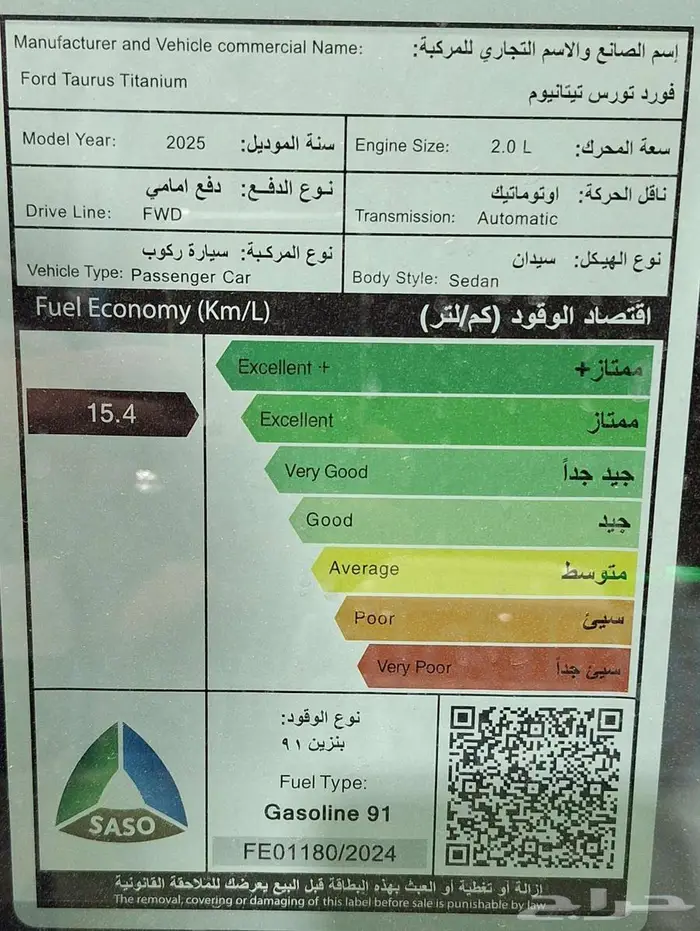 Manufacturer and Vehicle commercial Name: إسم الصانع والاسم التجاري للمركبة:
Ford Taurus Titanium
فورد تورس تيتانيوم
Model Year: 2025 سنة الموديل:
Engine Size: 2.0 L سعة المحرك:
نوع الدفع: دفع امامي
Drive Line: FWD
ناقل الحركة: اوتوماتيك
Transmission: Automatic
نوع المركبة: سيارة ركوب
Vehicle Type: Passenger Car
نوع الهيكل: سيدان
Body Style: Sedan
Fuel Economy (Km/L) اقتصاد الوقود (كم/لتر)
Excellent + ممتاز+
15.4
Excellent ممتاز
Very Good جيد جداً
Good جيد
Average متوسط
Poor سيئ
Very Poor سيئ جداً
SASO
نوع الوقود:
بنزين ٩١
Fuel Type:
Gasoline 91
FE01180/2024
إزالة أو تغطية أو العبث بهذه البطاقة قبل البيع يعرضك للملاحقة القانونية
The removal, covering or damaging of this label before sale is punishable by law
حراج